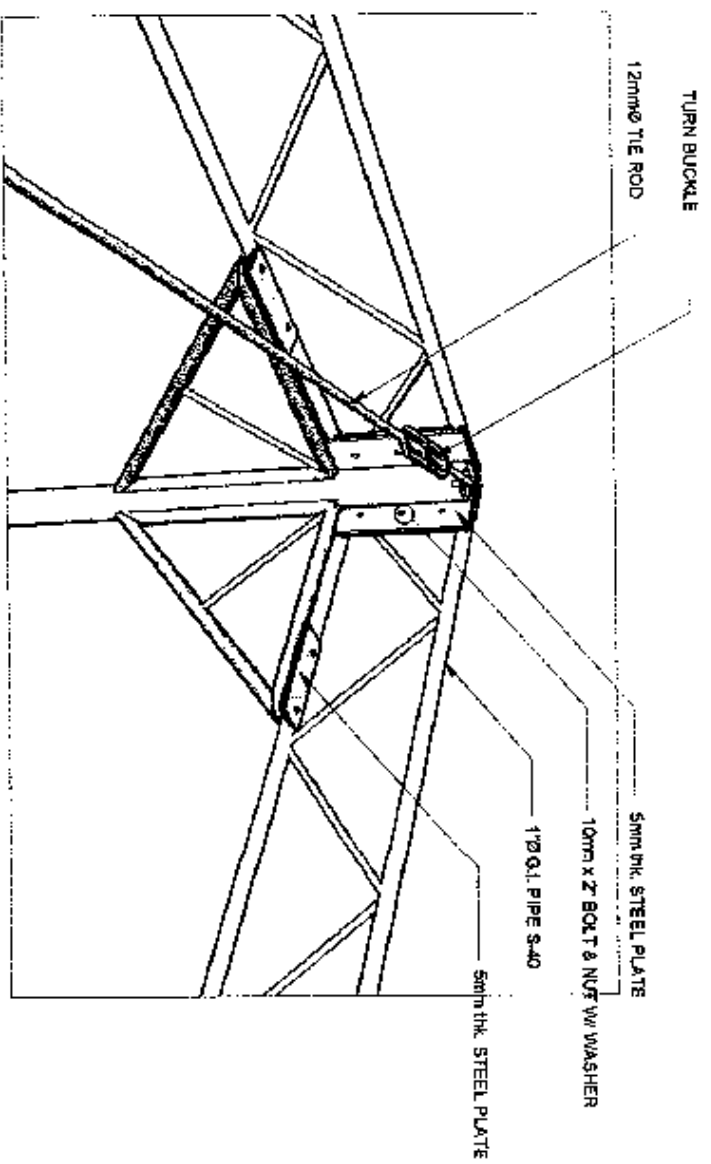 TURN BUCKLE
12mmØ TIE ROD
5mm thk. STEEL PLATE
10mm x 2" BOLT & NUT W/ WASHER
1"Ø G.I. PIPE S-40
5mm thk. STEEL PLATE